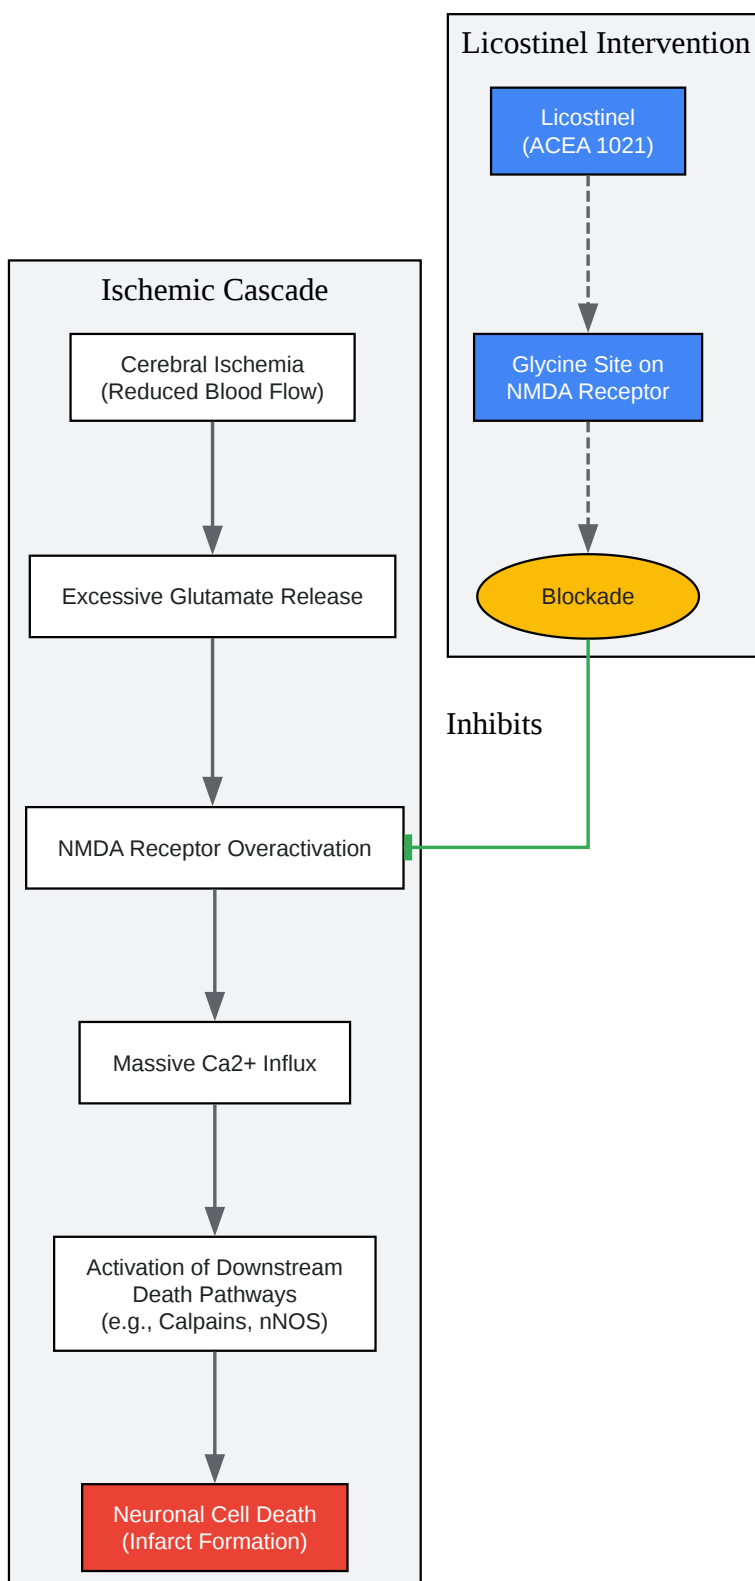 Licostinel Intervention
Licostinel
(ACEA 1021)
Glycine Site on
NMDA Receptor
Blockade
Inhibits
Ischemic Cascade
Cerebral Ischemia
(Reduced Blood Flow)
Excessive Glutamate Release
NMDA Receptor Overactivation
Massive Ca2+ Influx
Activation of Downstream
Death Pathways
(e.g., Calpains, nNOS)
Neuronal Cell Death
(Infarct Formation)